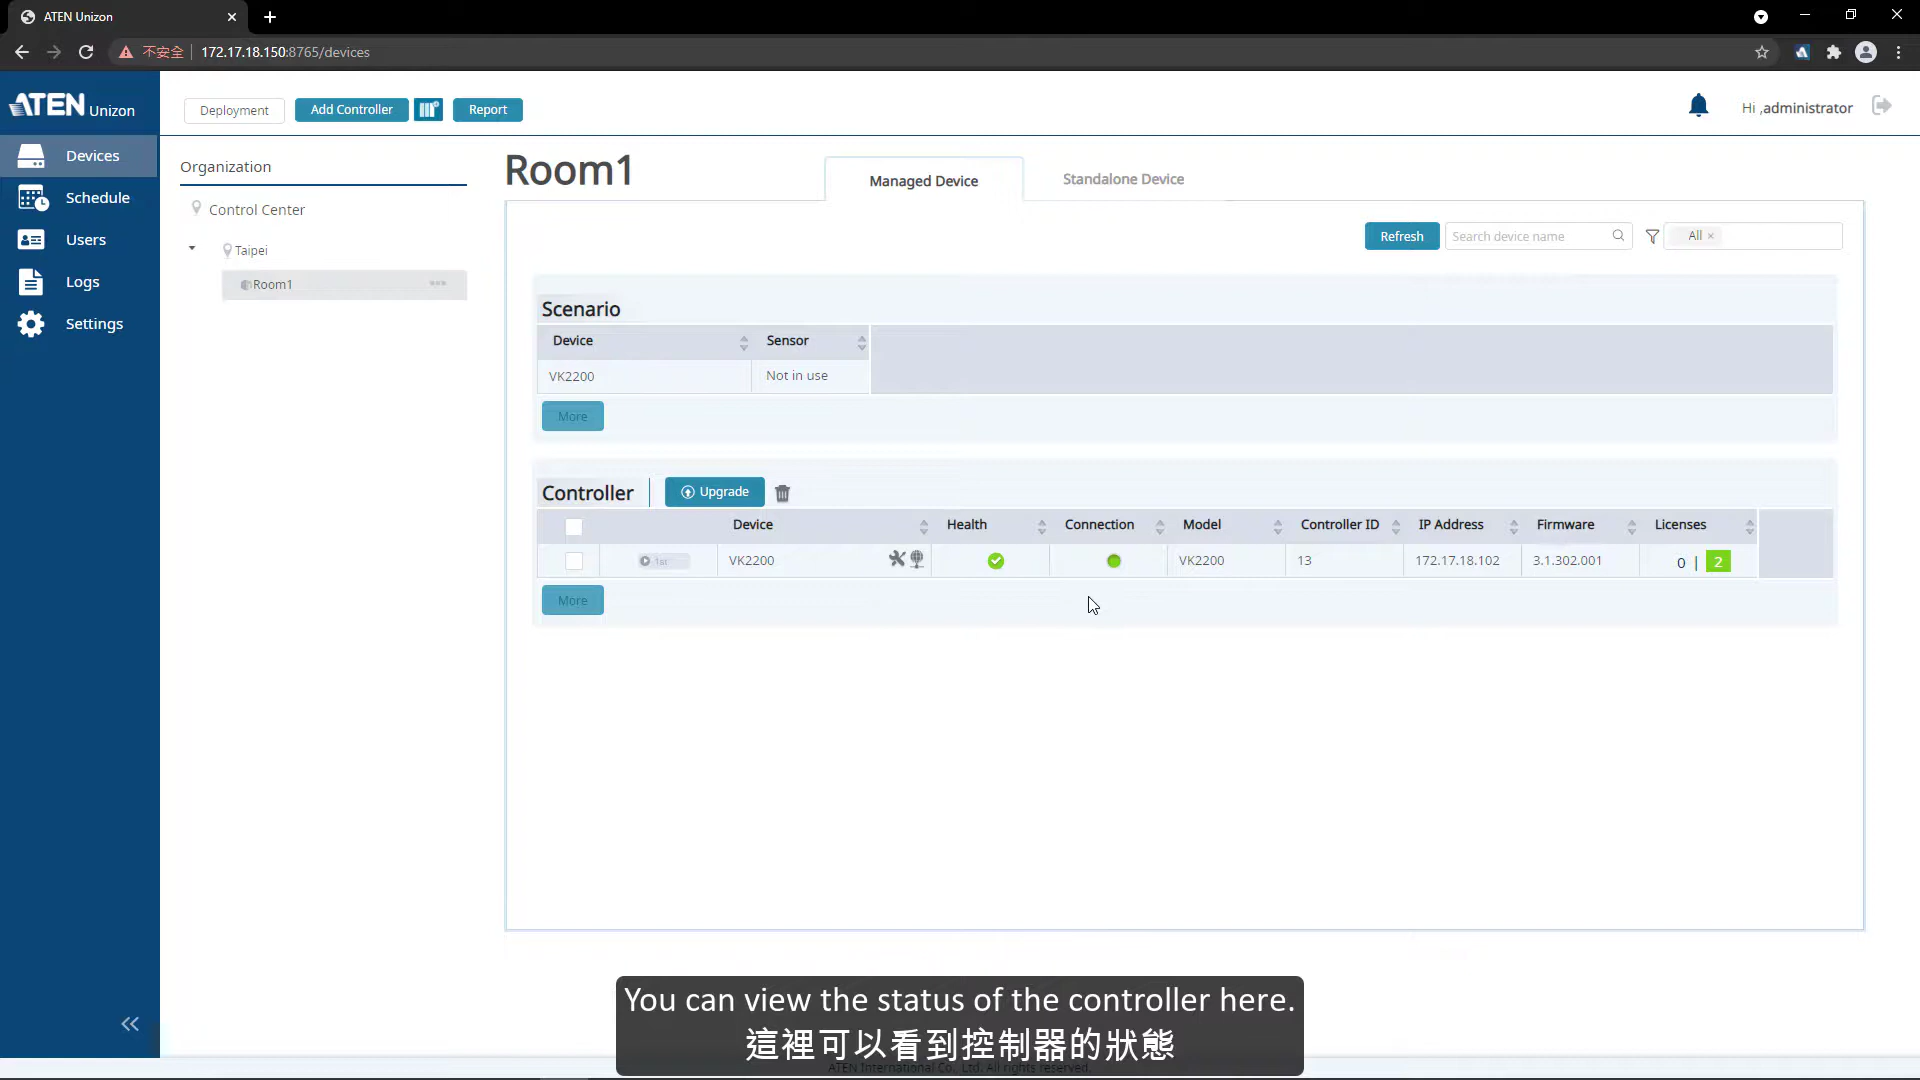 ATEN Unizon
不安全
172.17.18.150:8765/devices
ATEN Unizon
Deployment
Add Controller
Report
Hi ,administrator
Devices
Schedule
Users
Logs
Settings
Organization
Control Center
Taipei
Room1
Room1
Managed Device
Standalone Device
Refresh
Search device name
All ×
Scenario
Device Sensor
VK2200 Not in use
More
Controller
Upgrade
Device Health Connection Model Controller ID IP Address Firmware Licenses
1st VK2200 VK2200 13 172.17.18.102 3.1.302.001 0 | 2
More
You can view the status of the controller here.
這裡可以看到控制器的狀態
ATEN International Co., Ltd. All rights reserved.